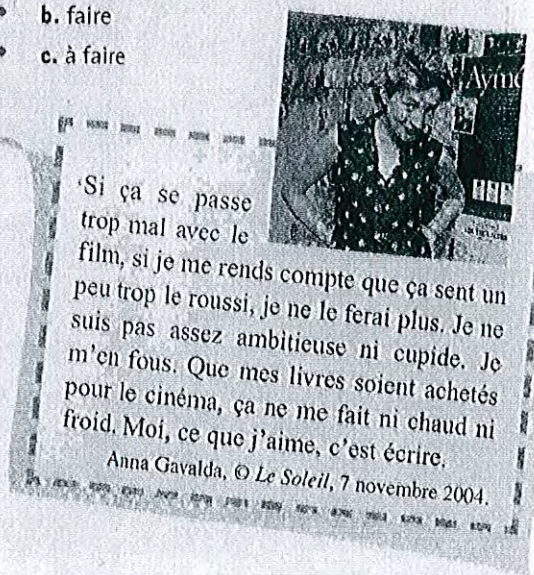 b. faire
c. à faire
Aymé
'Si ça se passe
trop mal avec le
film, si je me rends compte que ça sent un
peu trop le roussi, je ne le ferai plus. Je ne
suis pas assez ambitieuse ni cupide. Je
m'en fous. Que mes livres soient achetés
pour le cinéma, ça ne me fait ni chaud ni
froid. Moi, ce que j'aime, c'est écrire.
Anna Gavalda, © Le Soleil, 7 novembre 2004.